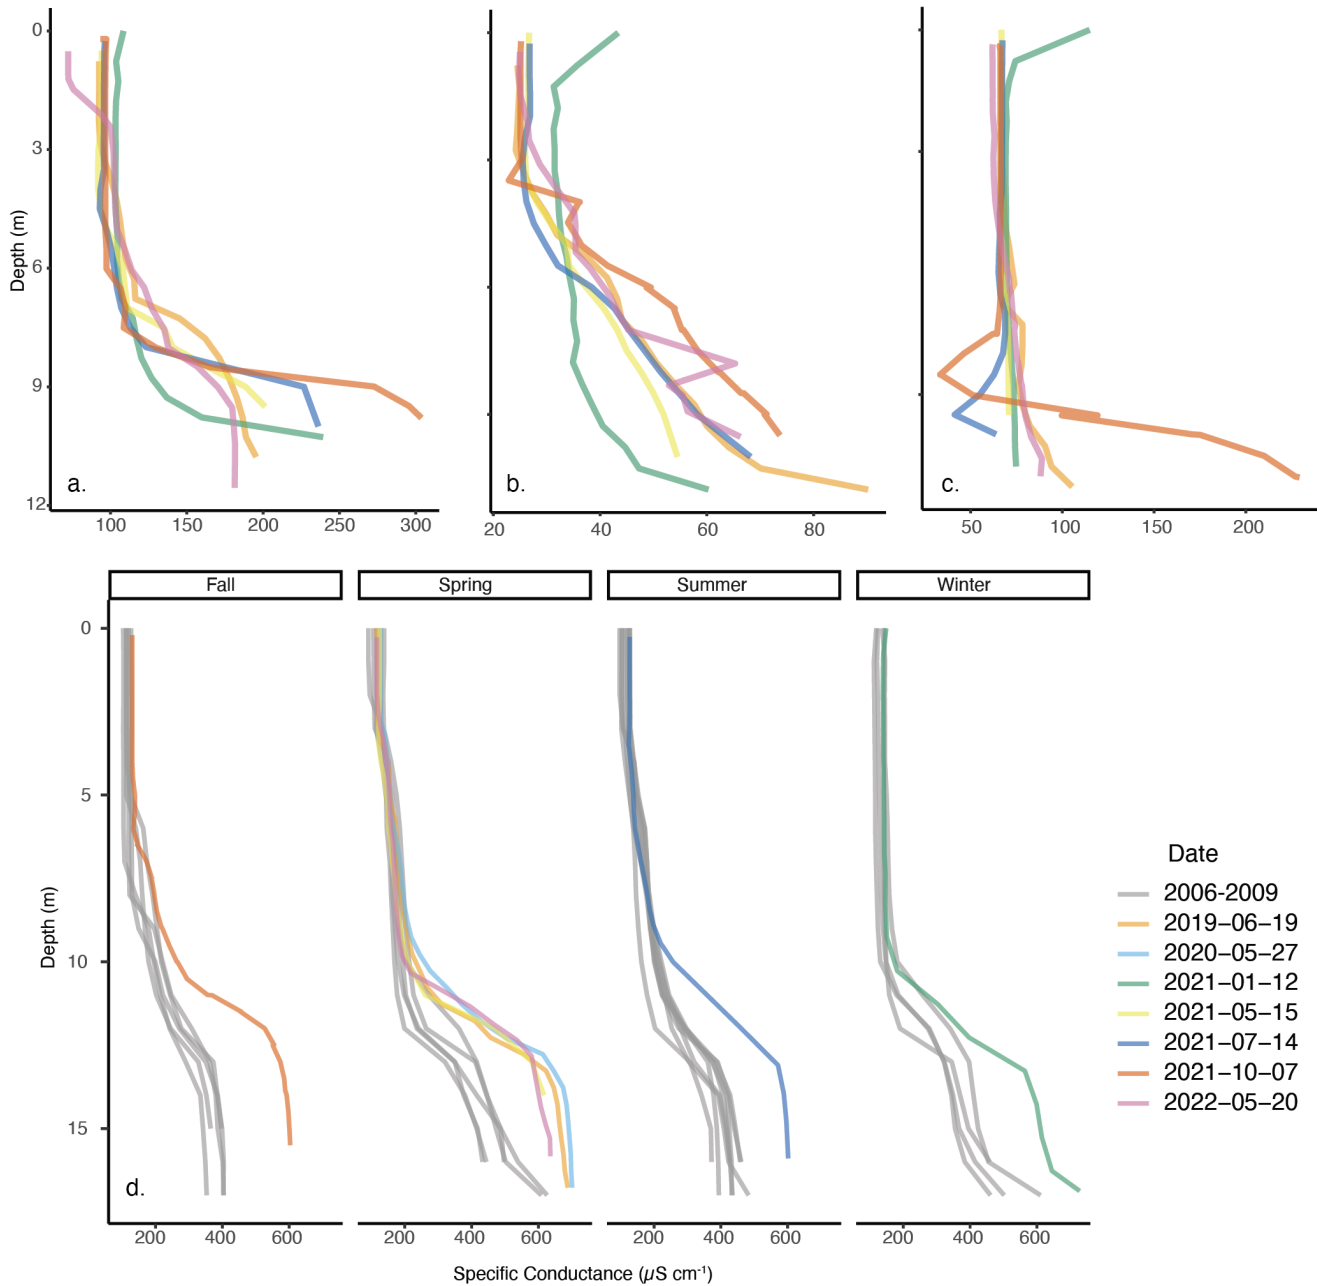 0
3
6
9
12
Depth (m)
a.
b.
c.
100 150 200 250 300
20 40 60 80
50 100 150 200
Fall Spring Summer Winter
0
5
10
15
Depth (m)
d.
200 400 600
200 400 600
200 400 600
200 400 600
Specific Conductance (µS cm⁻¹)
Date
2006-2009
2019−06−19
2020−05−27
2021−01−12
2021−05−15
2021−07−14
2021−10−07
2022−05−20